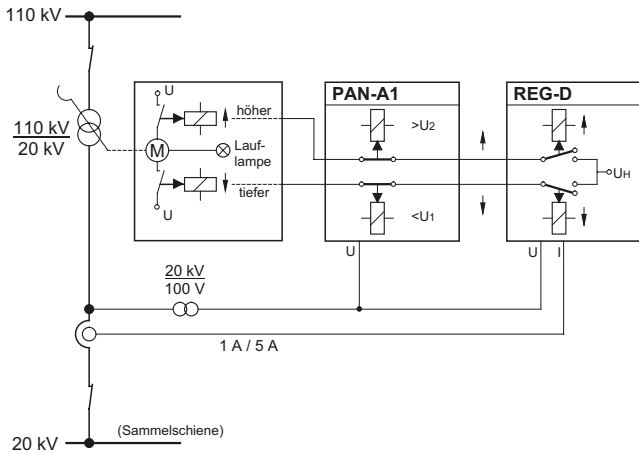 110 kV
110 kV
20 kV
U
höher
M
Lauf-
lampe
tiefer
U
PAN-A1
>U2
<U1
U
REG-D
UH
U I
20 kV
100 V
1 A / 5 A
20 kV
(Sammelschiene)